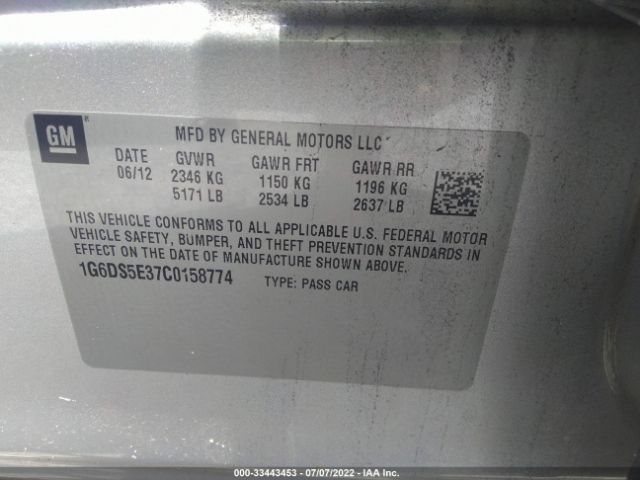 GM ®
MFD BY GENERAL MOTORS LLC
DATE GVWR GAWR FRT GAWR RR
06/12 2346 KG 1150 KG 1196 KG
5171 LB 2534 LB 2637 LB
THIS VEHICLE CONFORMS TO ALL APPLICABLE U.S. FEDERAL MOTOR
VEHICLE SAFETY, BUMPER, AND THEFT PREVENTION STANDARDS IN
EFFECT ON THE DATE OF MANUFACTURE SHOWN ABOVE.
1G6DS5E37C0158774 TYPE: PASS CAR
000-33443453 - 07/07/2022 - IAA Inc.